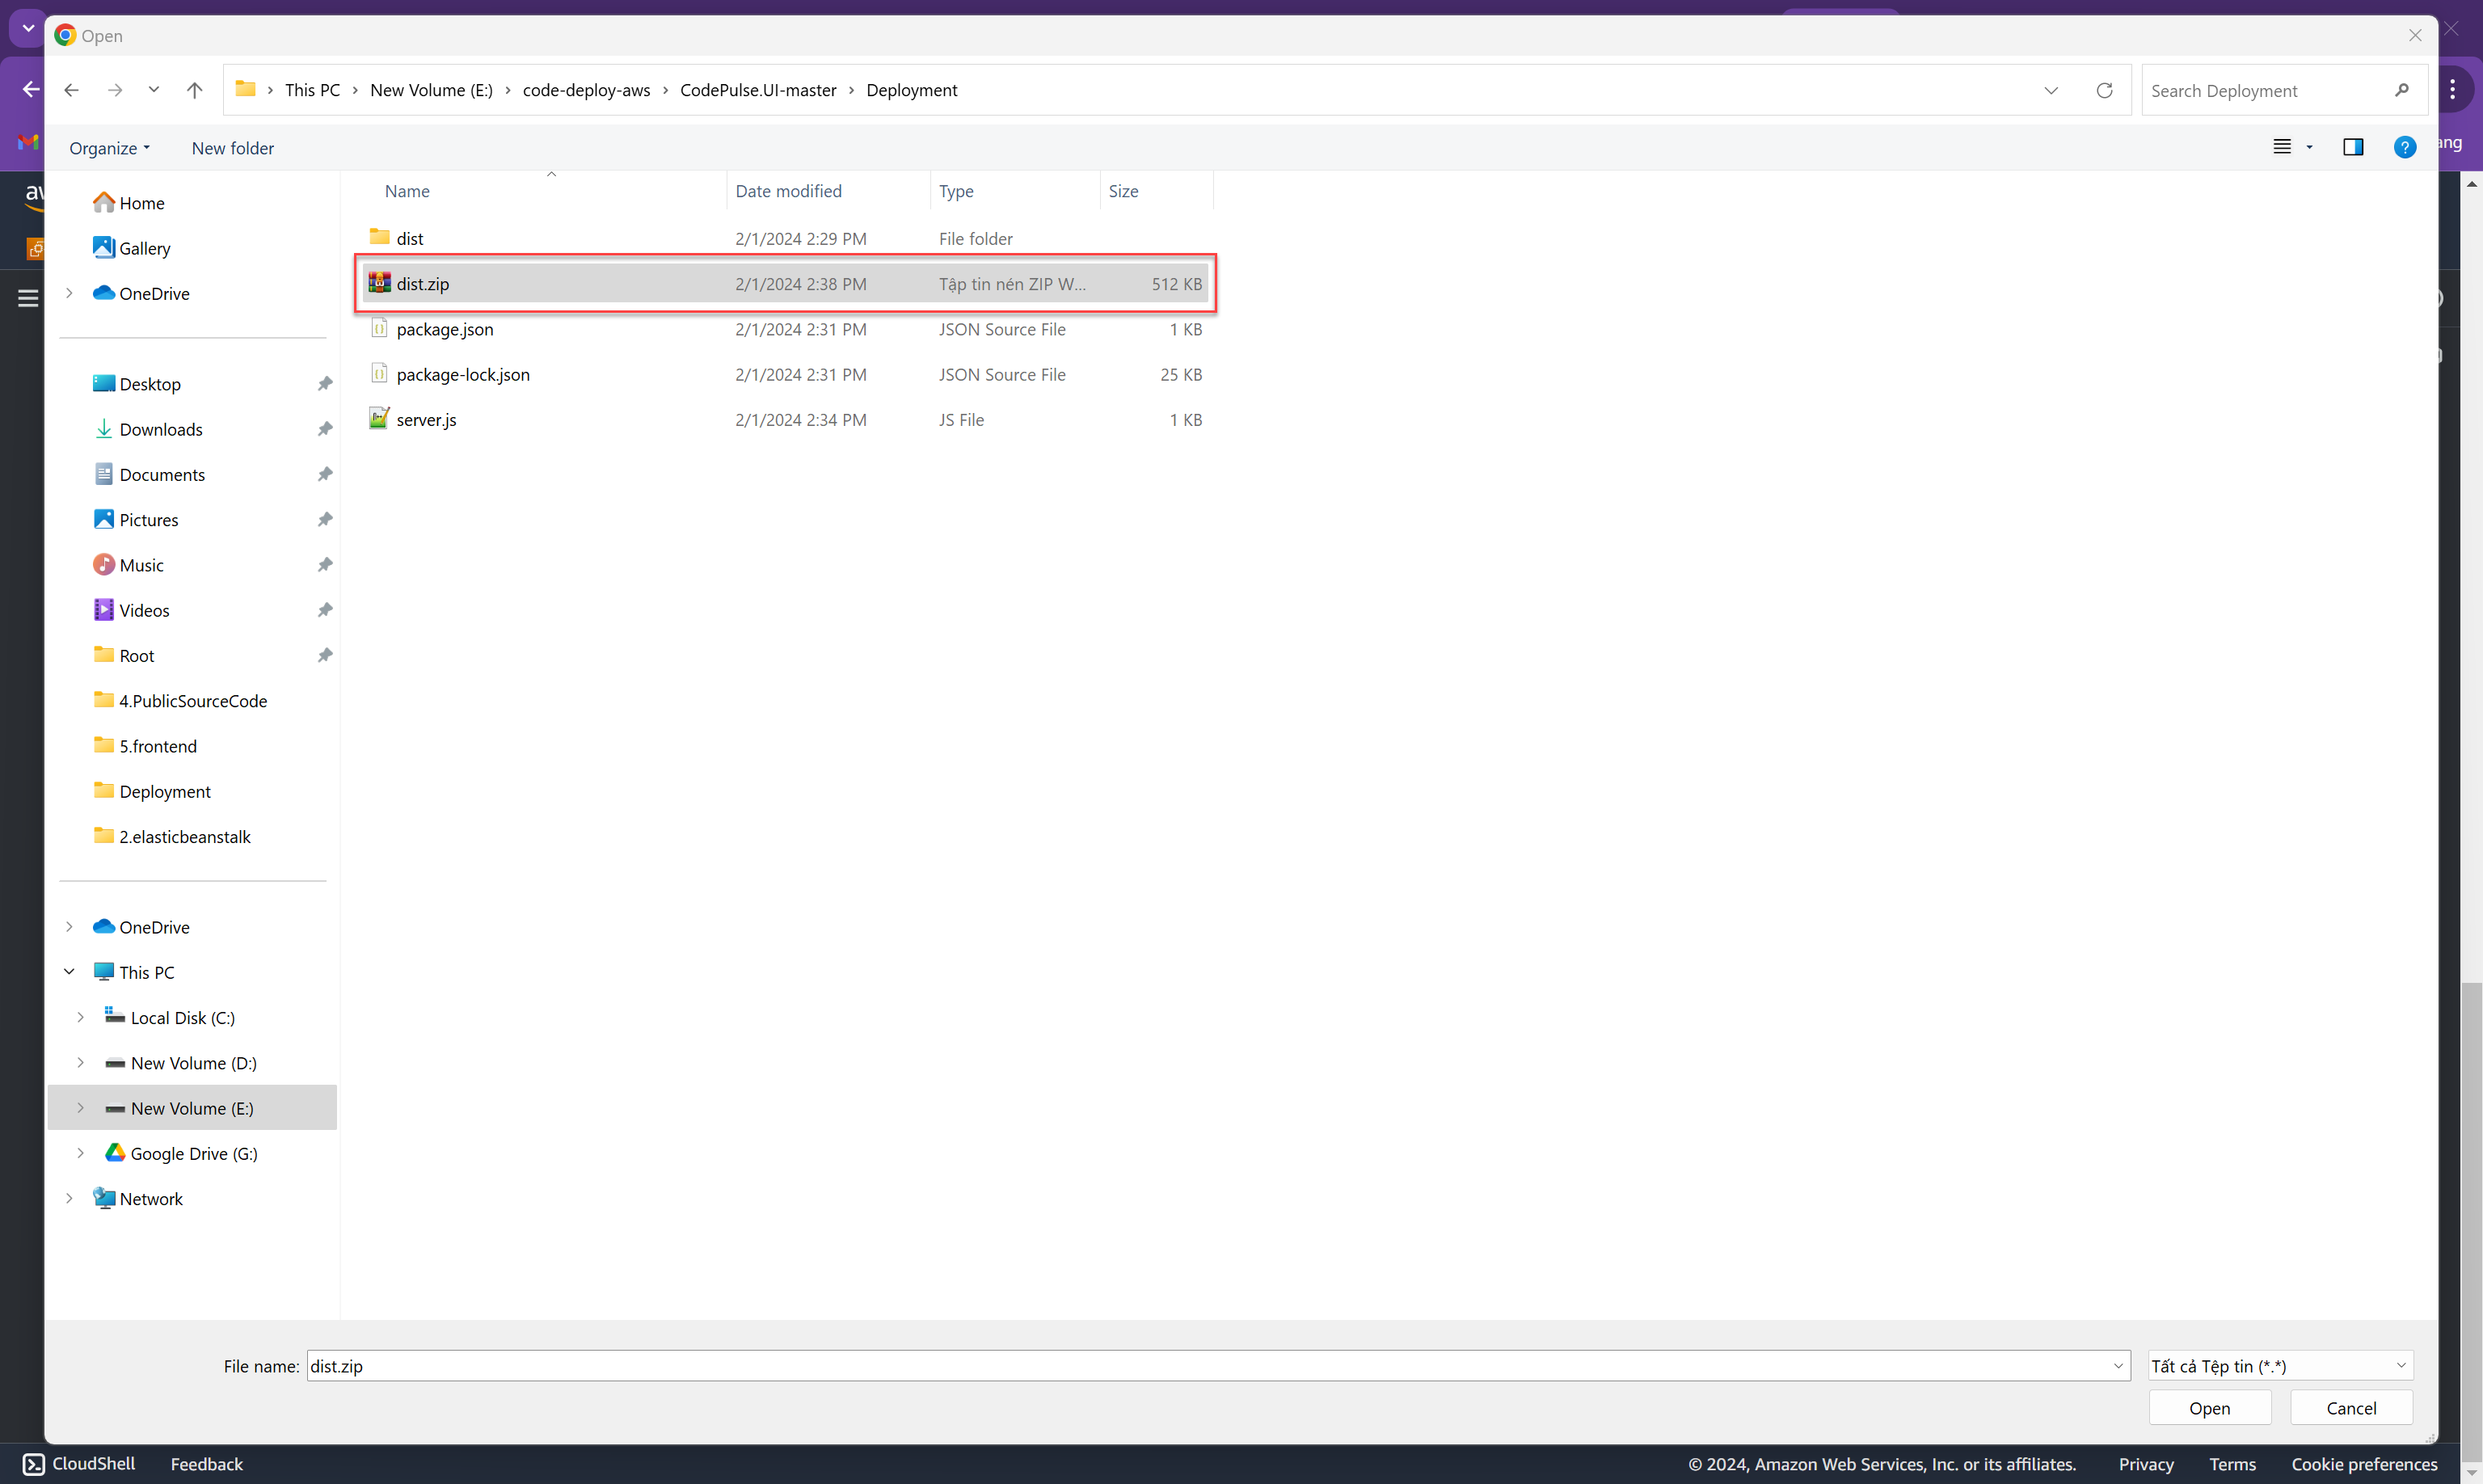 Open
This PC > New Volume (E:) > code-deploy-aws > CodePulse.UI-master > Deployment
Search Deployment
Organize
New folder
Name Date modified Type Size
dist 2/1/2024 2:29 PM File folder
dist.zip 2/1/2024 2:38 PM Tập tin nén ZIP W... 512 KB
package.json 2/1/2024 2:31 PM JSON Source File 1 KB
package-lock.json 2/1/2024 2:31 PM JSON Source File 25 KB
server.js 2/1/2024 2:34 PM JS File 1 KB
Home
Gallery
OneDrive
Desktop
Downloads
Documents
Pictures
Music
Videos
Root
4.PublicSourceCode
5.frontend
Deployment
2.elasticbeanstalk
OneDrive
This PC
Local Disk (C:)
New Volume (D:)
New Volume (E:)
Google Drive (G:)
Network
File name: dist.zip
Tất cả Tệp tin (*.*)
Open Cancel
CloudShell Feedback © 2024, Amazon Web Services, Inc. or its affiliates. Privacy Terms Cookie preferences